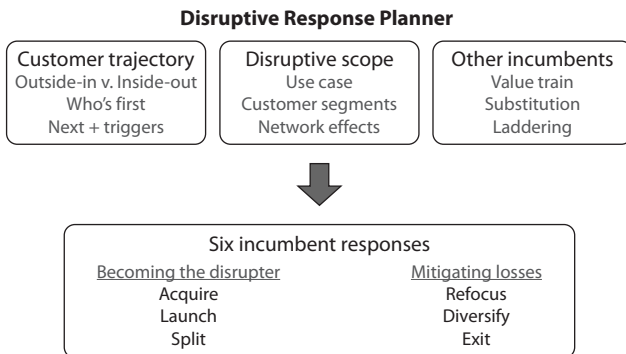 Disruptive Response Planner
Customer trajectory
Outside-in v. Inside-out
Who's first
Next + triggers
Disruptive scope
Use case
Customer segments
Network effects
Other incumbents
Value train
Substitution
Laddering
Six incumbent responses
Becoming the disrupter
Acquire
Launch
Split
Mitigating losses
Refocus
Diversify
Exit